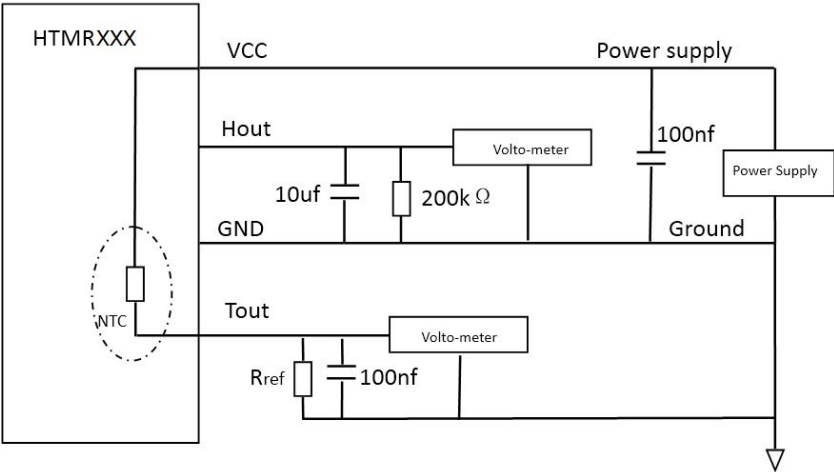 HTMRXXX
VCC
Power supply
Hout
Volto-meter
100nf
Power Supply
10uf
200k Ω
GND
Ground
NTC
Tout
Volto-meter
Rref
100nf